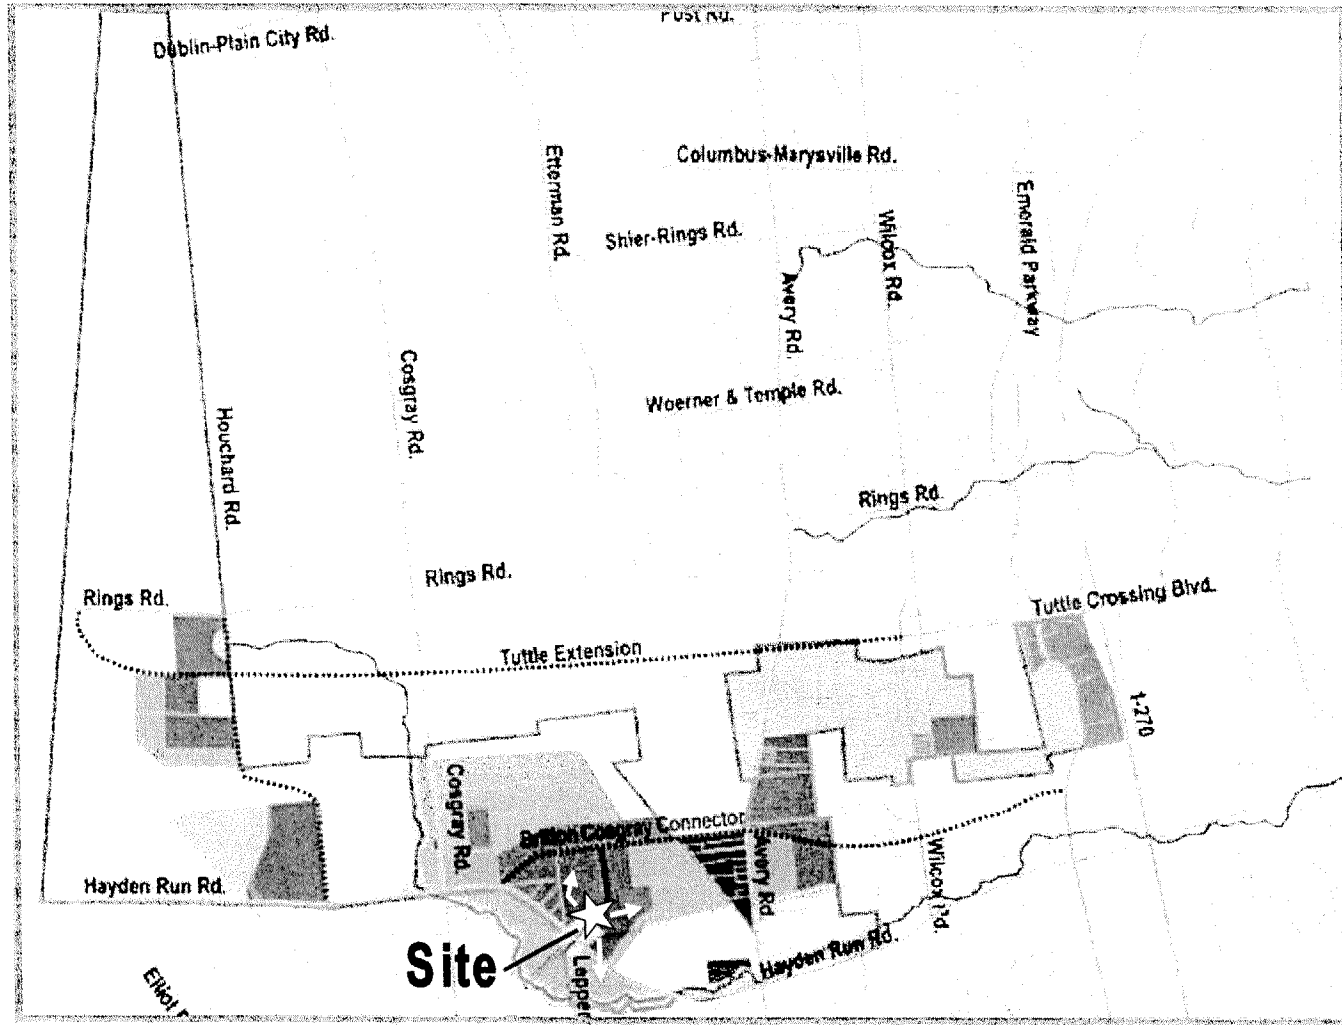 Post Rd.
Dublin-Plain City Rd.
Columbus-Marysville Rd.
Etterman Rd.
Emerald Parkway
Shier-Rings Rd.
Wilcox Rd.
Avery Rd.
Cosgray Rd.
Woerner & Temple Rd.
Houchard Rd.
Rings Rd.
Rings Rd.
Rings Rd.
Tuttle Crossing Blvd.
Tuttle Extension
I-270
Cosgray Rd.
Britton Cosgray Connector
Avery Rd
Wilcox Rd.
Hayden Run Rd.
Hayden Run Rd.
Site
Lepper
Elliot